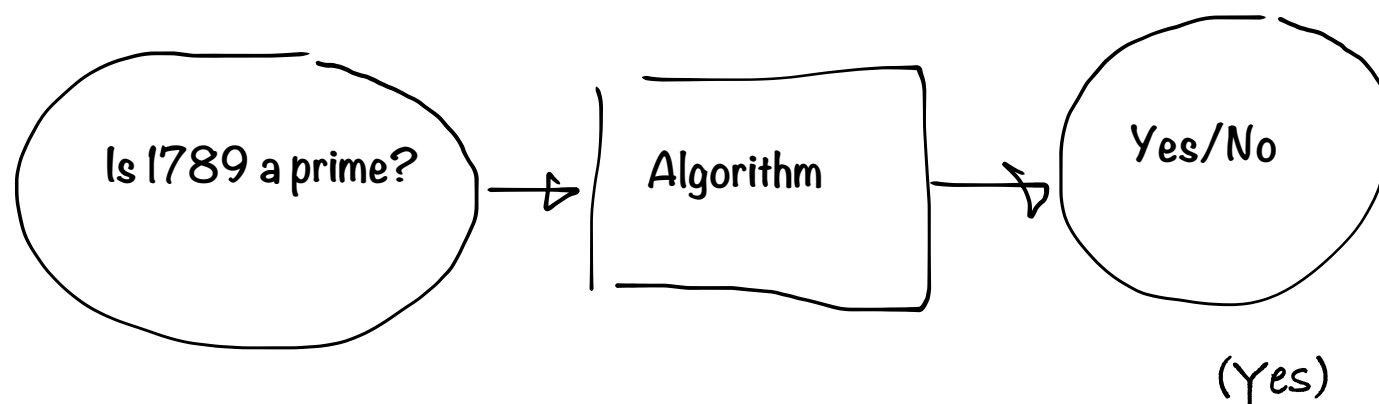 Is 1789 a prime?
Algorithm
Yes/No
(Yes)